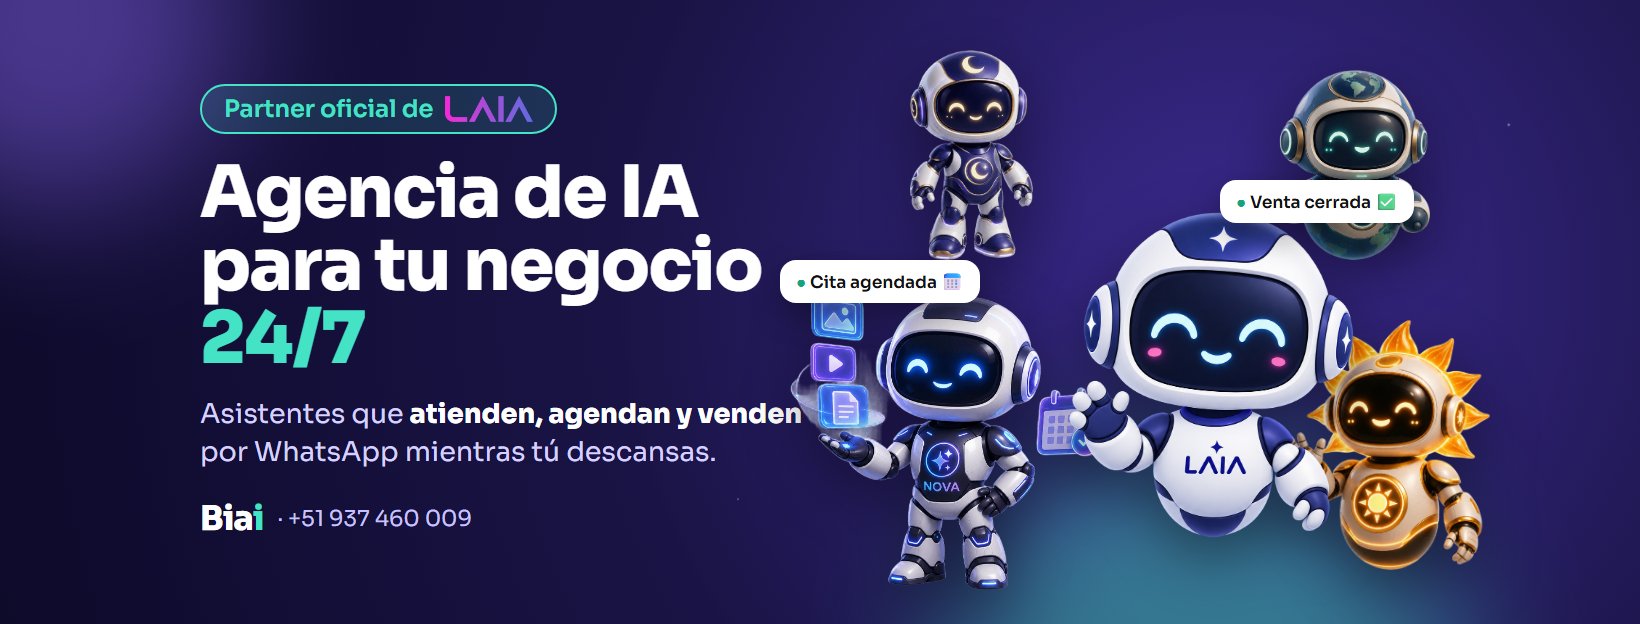 Partner oficial de LAIA
Agencia de IA
para tu negocio
24/7
Asistentes que atienden, agendan y venden
por WhatsApp mientras tú descansas.
Biai · +51 937 460 009
Cita agendada
Venta cerrada
NOVA
LAIA